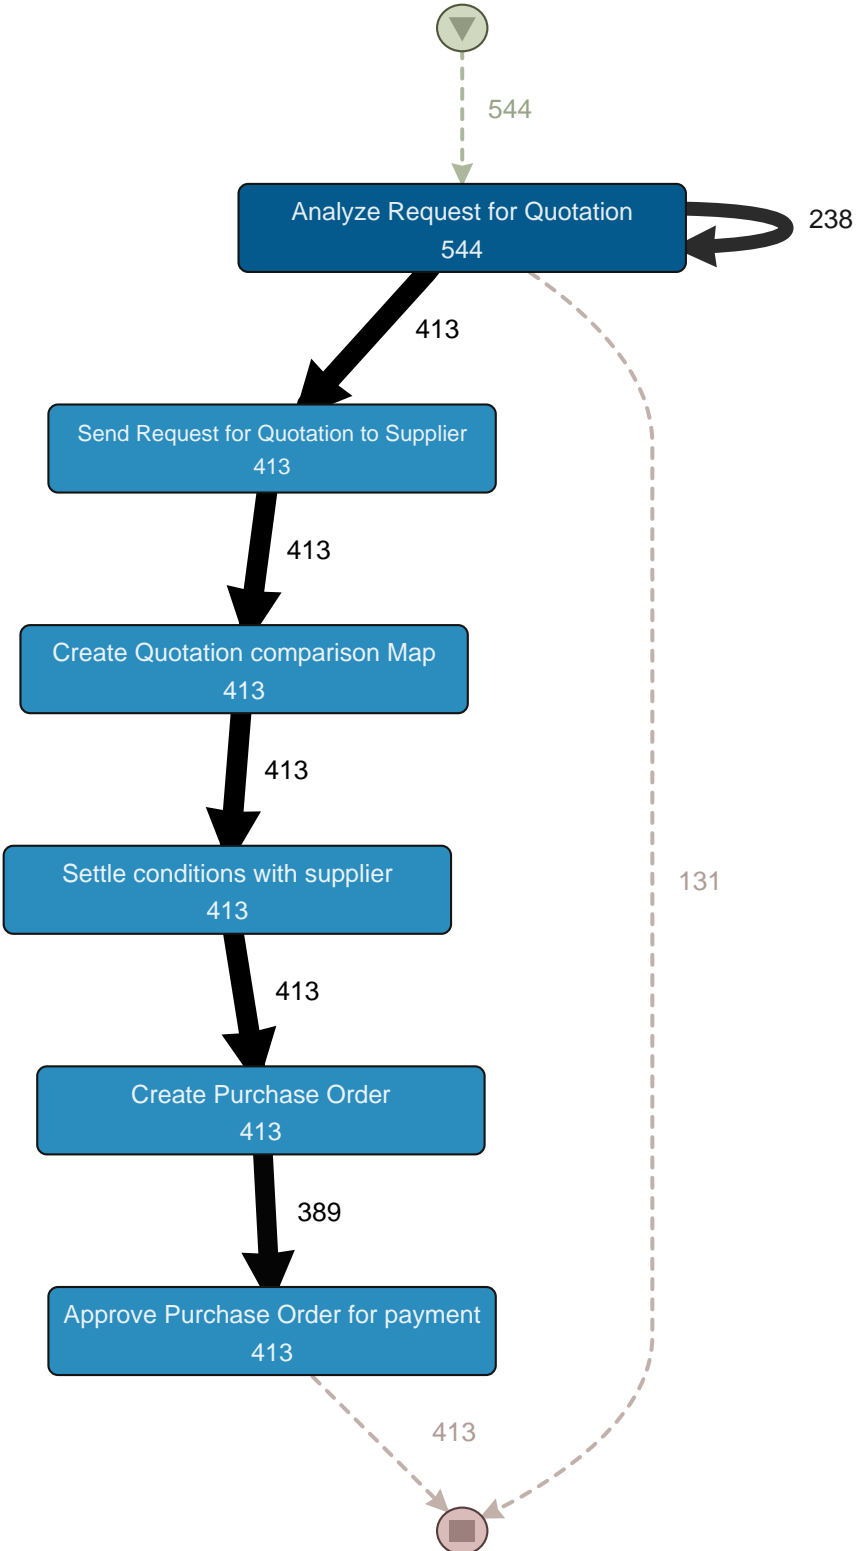 544
Analyze Request for Quotation
544
238
413
Send Request for Quotation to Supplier
413
413
Create Quotation comparison Map
413
413
Settle conditions with supplier
413
131
413
Create Purchase Order
413
389
Approve Purchase Order for payment
413
413